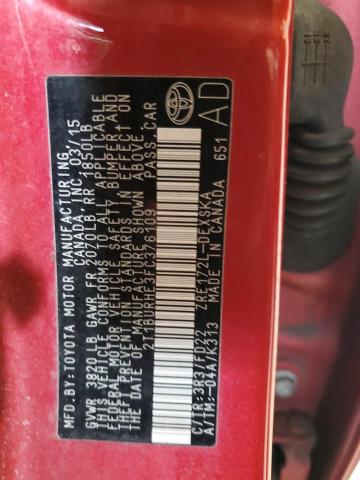 MFD.BY:TOYOTA MOTOR MANUFACTURING
CANADA, INC. 03/15
GVWR 3820LB GAWR FR 2070LB RR 1850LB
THIS VEHICLE CONFORMS TO ALL APPLICABLE
FEDERAL MOTOR VEHICLE SAFETY, BUMPER, AND
THEFT PREVENTION STANDARDS IN EFFECT ON
THE DATE OF MANUFACTURE SHOWN ABOVE.
2T1BURHE3FC376109 PASS.CAR
ZRE172L-DEXSKA
C/TR:3R3/FB22
A/TM:-04A/K313 MADE IN CANADA
651
AD